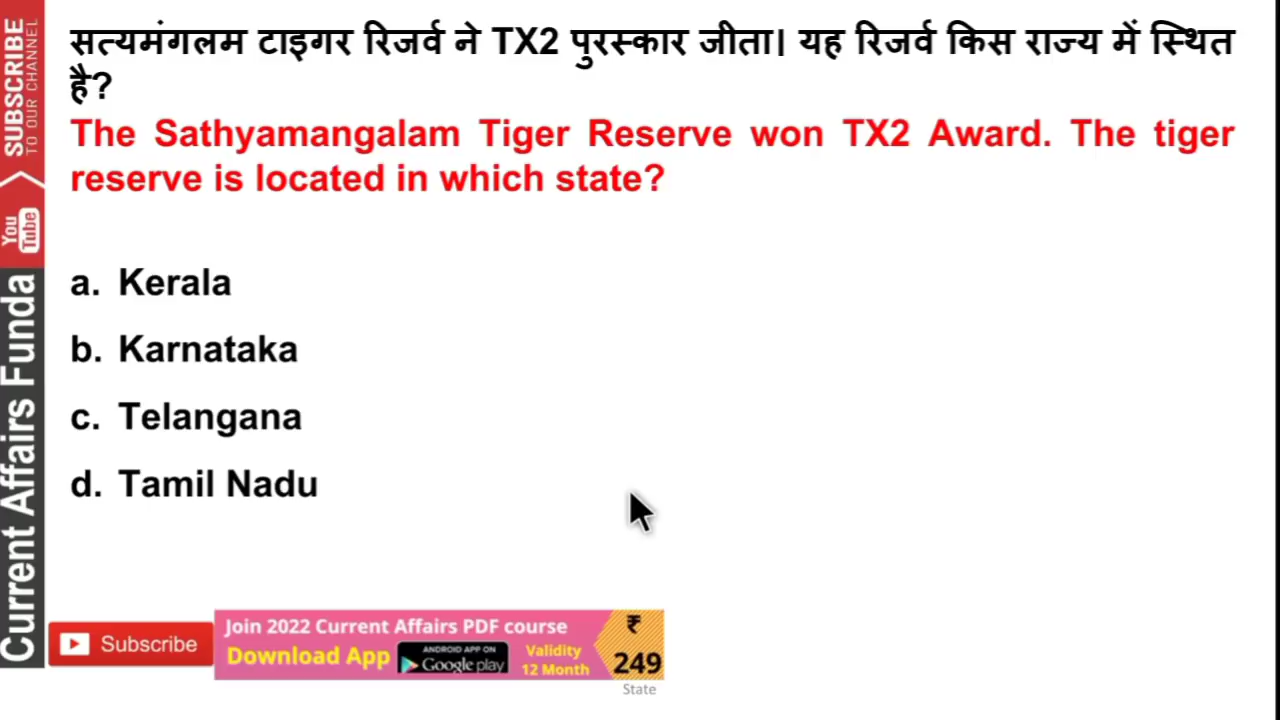 SUBSCRIBE
TO OUR CHANNEL
You
Tube
Current Affairs Funda
सत्यमंगलम टाइगर रिजर्व ने TX2 पुरस्कार जीता। यह रिजर्व किस राज्य में स्थित
है?
The Sathyamangalam Tiger Reserve won TX2 Award. The tiger
reserve is located in which state?
a. Kerala
b. Karnataka
c. Telangana
d. Tamil Nadu
Subscribe
Join 2022 Current Affairs PDF course
Download App
ANDROID APP ON
Google play
Validity
12 Month
₹
249
State